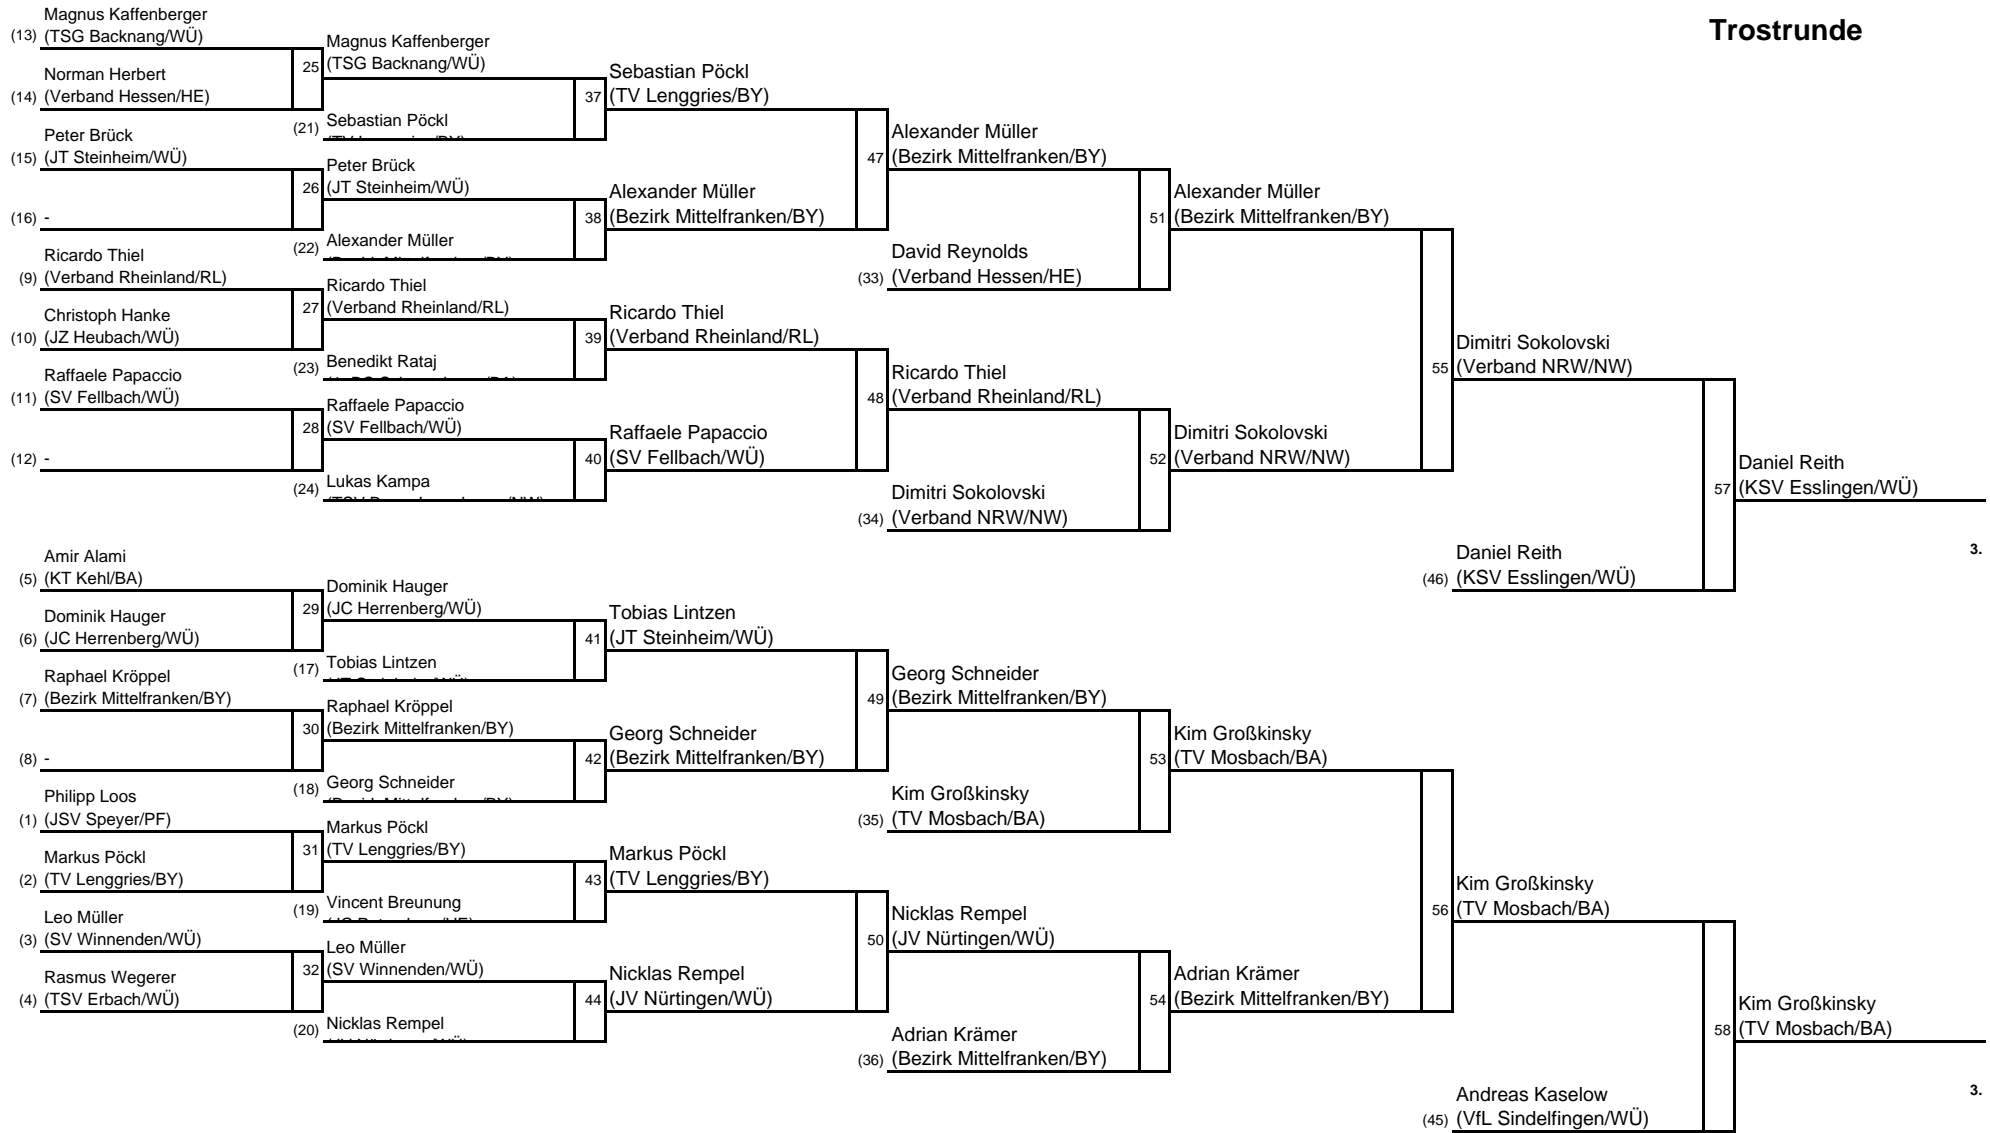 Trostrunde
Magnus Kaffenberger
(13) (TSG Backnang/WÜ)
Norman Herbert
(14) (Verband Hessen/HE)
Peter Brück
(15) (JT Steinheim/WÜ)
(16) -
Ricardo Thiel
(9) (Verband Rheinland/RL)
Christoph Hanke
(10) (JZ Heubach/WÜ)
Raffaele Papaccio
(11) (SV Fellbach/WÜ)
(12) -
Amir Alami
(5) (KT Kehl/BA)
Dominik Hauger
(6) (JC Herrenberg/WÜ)
Raphael Kröppel
(7) (Bezirk Mittelfranken/BY)
(8) -
Philipp Loos
(1) (JSV Speyer/PF)
Markus Pöckl
(2) (TV Lenggries/BY)
Leo Müller
(3) (SV Winnenden/WÜ)
Rasmus Wegerer
(4) (TSV Erbach/WÜ)
Magnus Kaffenberger
25 (TSG Backnang/WÜ)
(21) Sebastian Pöckl
Peter Brück
26 (JT Steinheim/WÜ)
(22) Alexander Müller
Ricardo Thiel
27 (Verband Rheinland/RL)
(23) Benedikt Rataj
Raffaele Papaccio
28 (SV Fellbach/WÜ)
(24) Lukas Kampa
Dominik Hauger
29 (JC Herrenberg/WÜ)
(17) Tobias Lintzen
Raphael Kröppel
30 (Bezirk Mittelfranken/BY)
(18) Georg Schneider
Markus Pöckl
31 (TV Lenggries/BY)
(19) Vincent Breunung
Leo Müller
32 (SV Winnenden/WÜ)
(20) Nicklas Rempel
Sebastian Pöckl
37 (TV Lenggries/BY)
Alexander Müller
38 (Bezirk Mittelfranken/BY)
Ricardo Thiel
39 (Verband Rheinland/RL)
Raffaele Papaccio
40 (SV Fellbach/WÜ)
Tobias Lintzen
41 (JT Steinheim/WÜ)
Georg Schneider
42 (Bezirk Mittelfranken/BY)
Markus Pöckl
43 (TV Lenggries/BY)
Nicklas Rempel
44 (JV Nürtingen/WÜ)
Alexander Müller
47 (Bezirk Mittelfranken/BY)
David Reynolds
(33) (Verband Hessen/HE)
Ricardo Thiel
48 (Verband Rheinland/RL)
Dimitri Sokolovski
(34) (Verband NRW/NW)
Georg Schneider
49 (Bezirk Mittelfranken/BY)
Kim Großkinsky
(35) (TV Mosbach/BA)
Nicklas Rempel
50 (JV Nürtingen/WÜ)
Adrian Krämer
(36) (Bezirk Mittelfranken/BY)
Alexander Müller
51 (Bezirk Mittelfranken/BY)
Dimitri Sokolovski
52 (Verband NRW/NW)
Kim Großkinsky
53 (TV Mosbach/BA)
Adrian Krämer
54 (Bezirk Mittelfranken/BY)
Dimitri Sokolovski
55 (Verband NRW/NW)
Daniel Reith
(46) (KSV Esslingen/WÜ)
Kim Großkinsky
56 (TV Mosbach/BA)
Andreas Kaselow
(45) (VfL Sindelfingen/WÜ)
Daniel Reith
57 (KSV Esslingen/WÜ)
3.
Kim Großkinsky
58 (TV Mosbach/BA)
3.